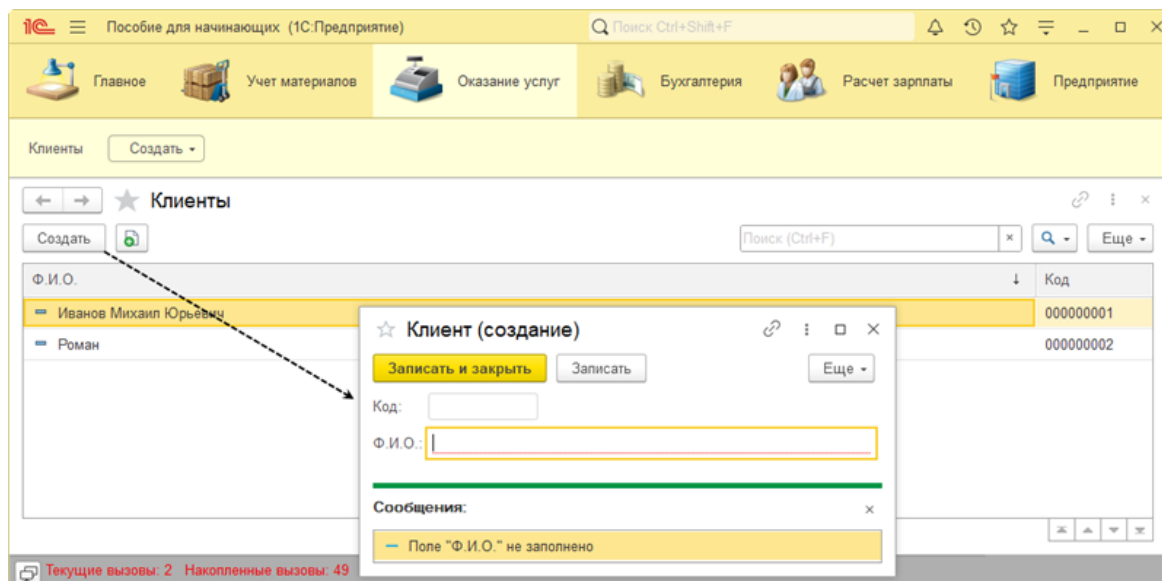 1С Пособие для начинающих (1С:Предприятие) Поиск Ctrl+Shift+F
Главное Учет материалов Оказание услуг Бухгалтерия Расчет зарплаты Предприятие
Клиенты Создать
Клиенты
Создать Поиск (Ctrl+F) × Еще
Ф.И.О. ↓ Код
Иванов Михаил Юрьевич 000000001
Роман 000000002
Клиент (создание)
Записать и закрыть Записать Еще
Код:
Ф.И.О.:
Сообщения:
Поле "Ф.И.О." не заполнено
Текущие вызовы: 2 Накопленные вызовы: 49